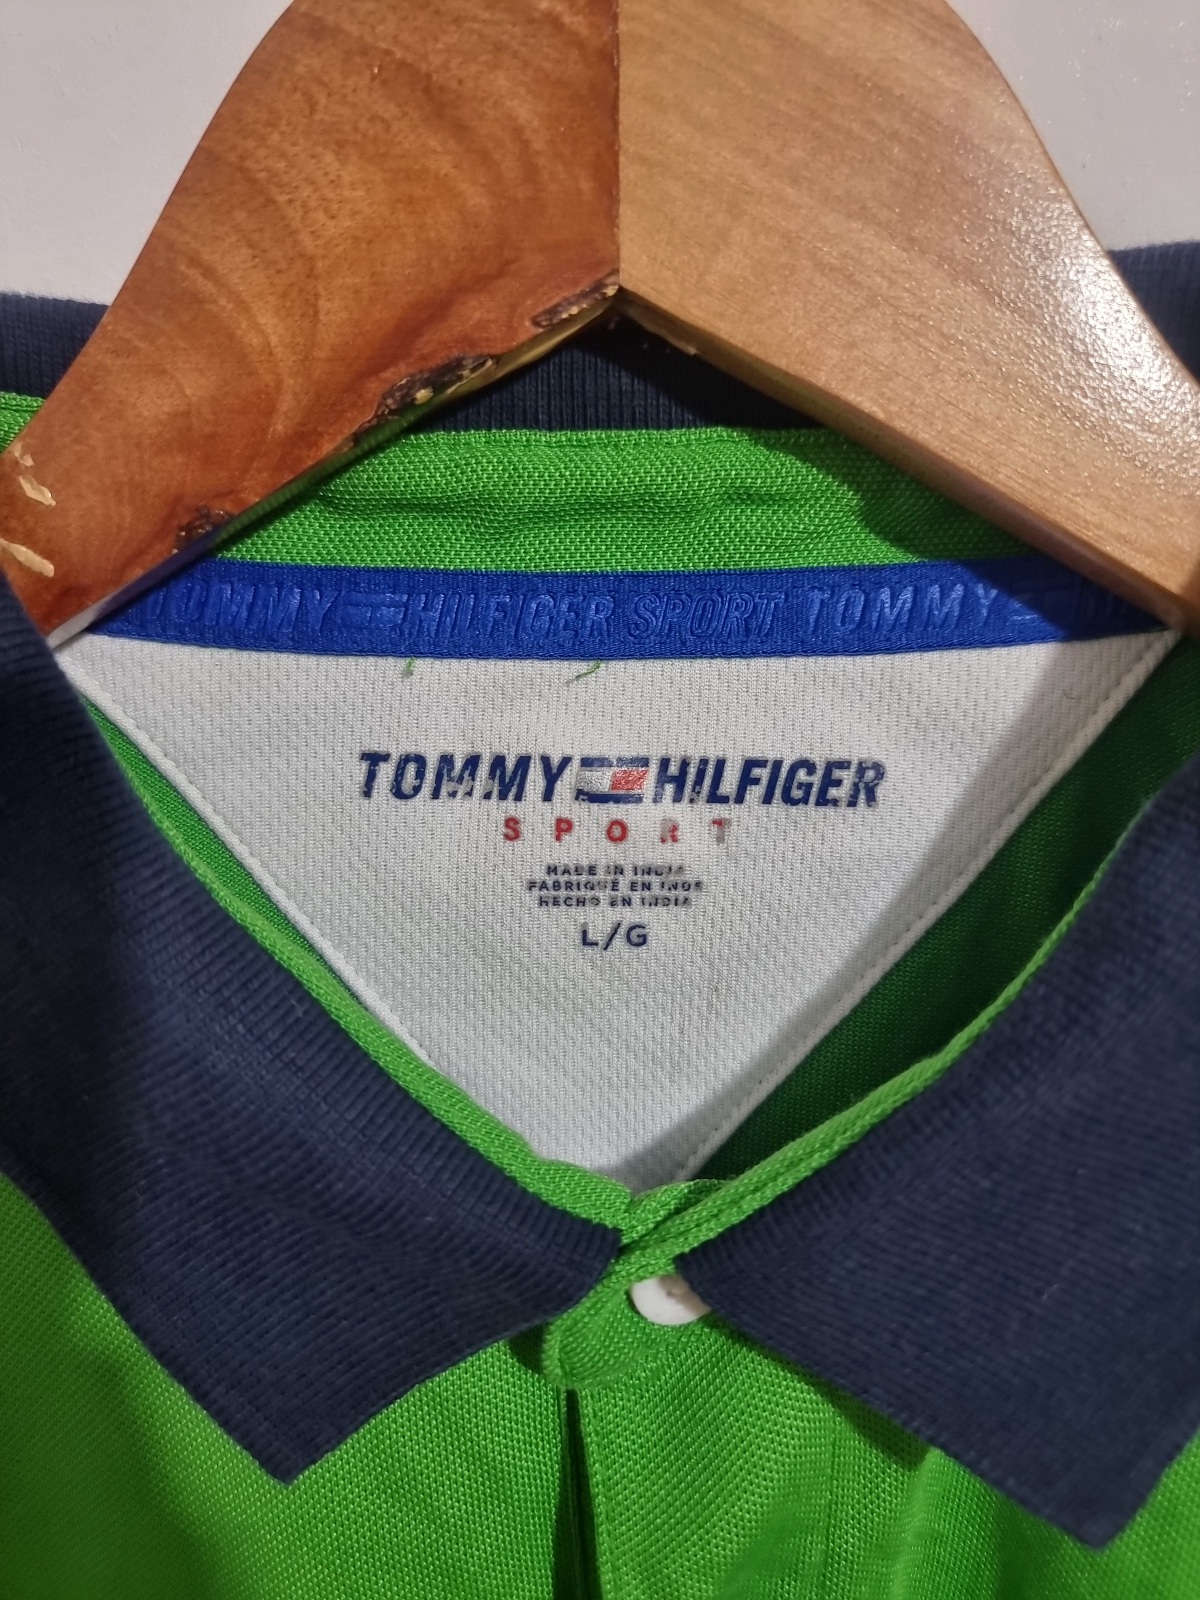 TOMMY HILFIGER SPORT TOMMY
TOMMY HILFIGER
SPORT
MADE IN INDIA
FABRIQUÉ EN INDE
HECHO EN INDIA
L/G